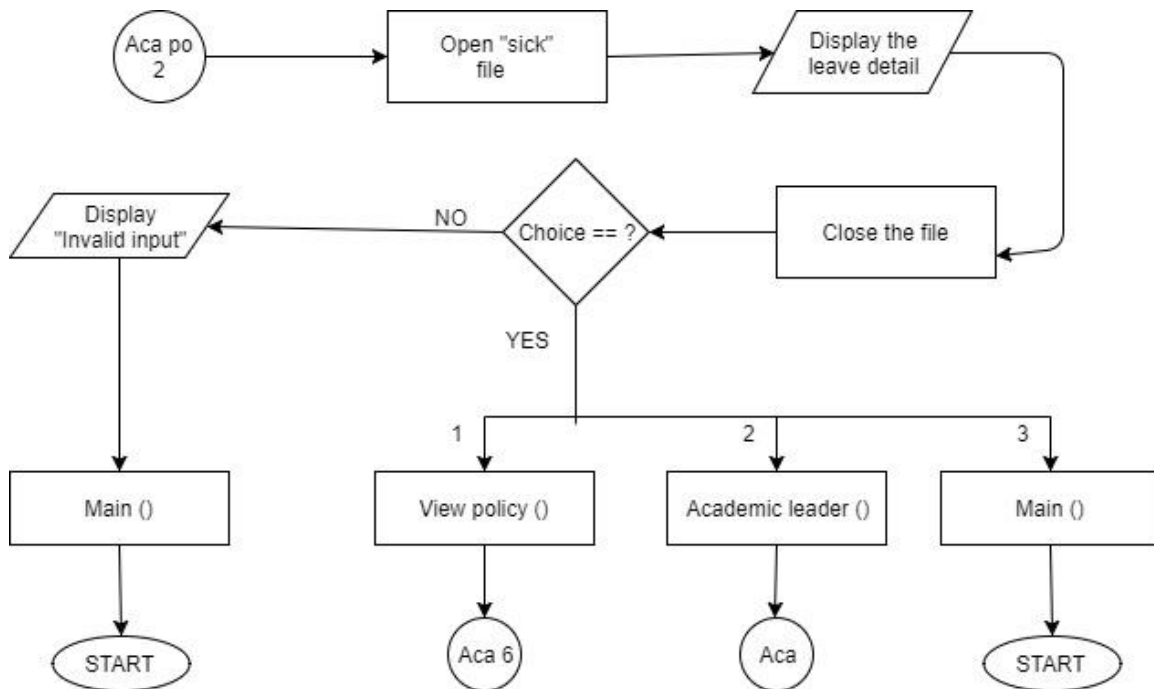 Aca po
2
Open "sick"
file
Display the
leave detail
Display
"Invalid input"
NO
Choice == ?
Close the file
YES
1
2
3
Main ()
View policy ()
Academic leader ()
Main ()
START
Aca 6
Aca
START